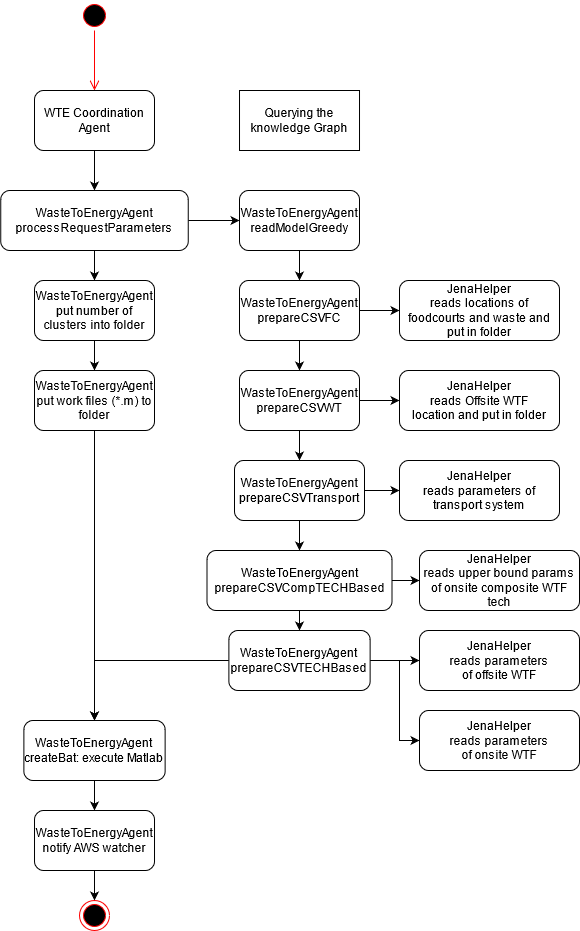 WTE Coordination
Agent
Querying the
knowledge Graph
WasteToEnergyAgent
processRequestParameters
WasteToEnergyAgent
readModelGreedy
WasteToEnergyAgent
put number of
clusters into folder
WasteToEnergyAgent
prepareCSVFC
JenaHelper
reads locations of
foodcourts and waste and
put in folder
WasteToEnergyAgent
put work files (*.m) to
folder
WasteToEnergyAgent
prepareCSVWT
JenaHelper
reads Offsite WTF
location and put in folder
WasteToEnergyAgent
prepareCSVTransport
JenaHelper
reads parameters of
transport system
WasteToEnergyAgent
prepareCSVCompTECHBased
JenaHelper
reads upper bound params
of onsite composite WTF
tech
WasteToEnergyAgent
prepareCSVTECHBased
JenaHelper
reads parameters
of offsite WTF
JenaHelper
reads parameters
of onsite WTF
WasteToEnergyAgent
createBat: execute Matlab
WasteToEnergyAgent
notify AWS watcher